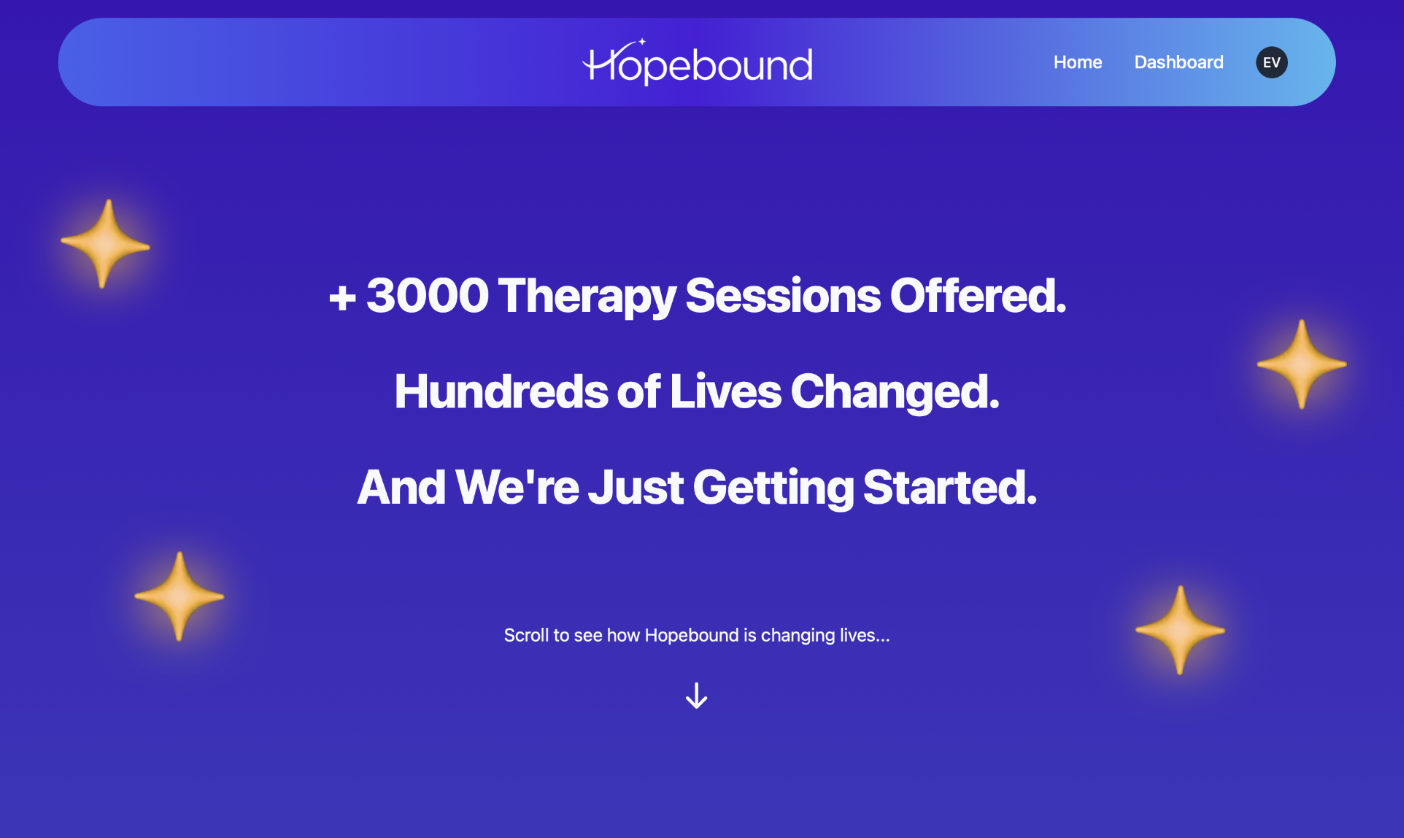 Hopebound
Home
Dashboard
EV
+ 3000 Therapy Sessions Offered.
Hundreds of Lives Changed.
And We're Just Getting Started.
Scroll to see how Hopebound is changing lives...